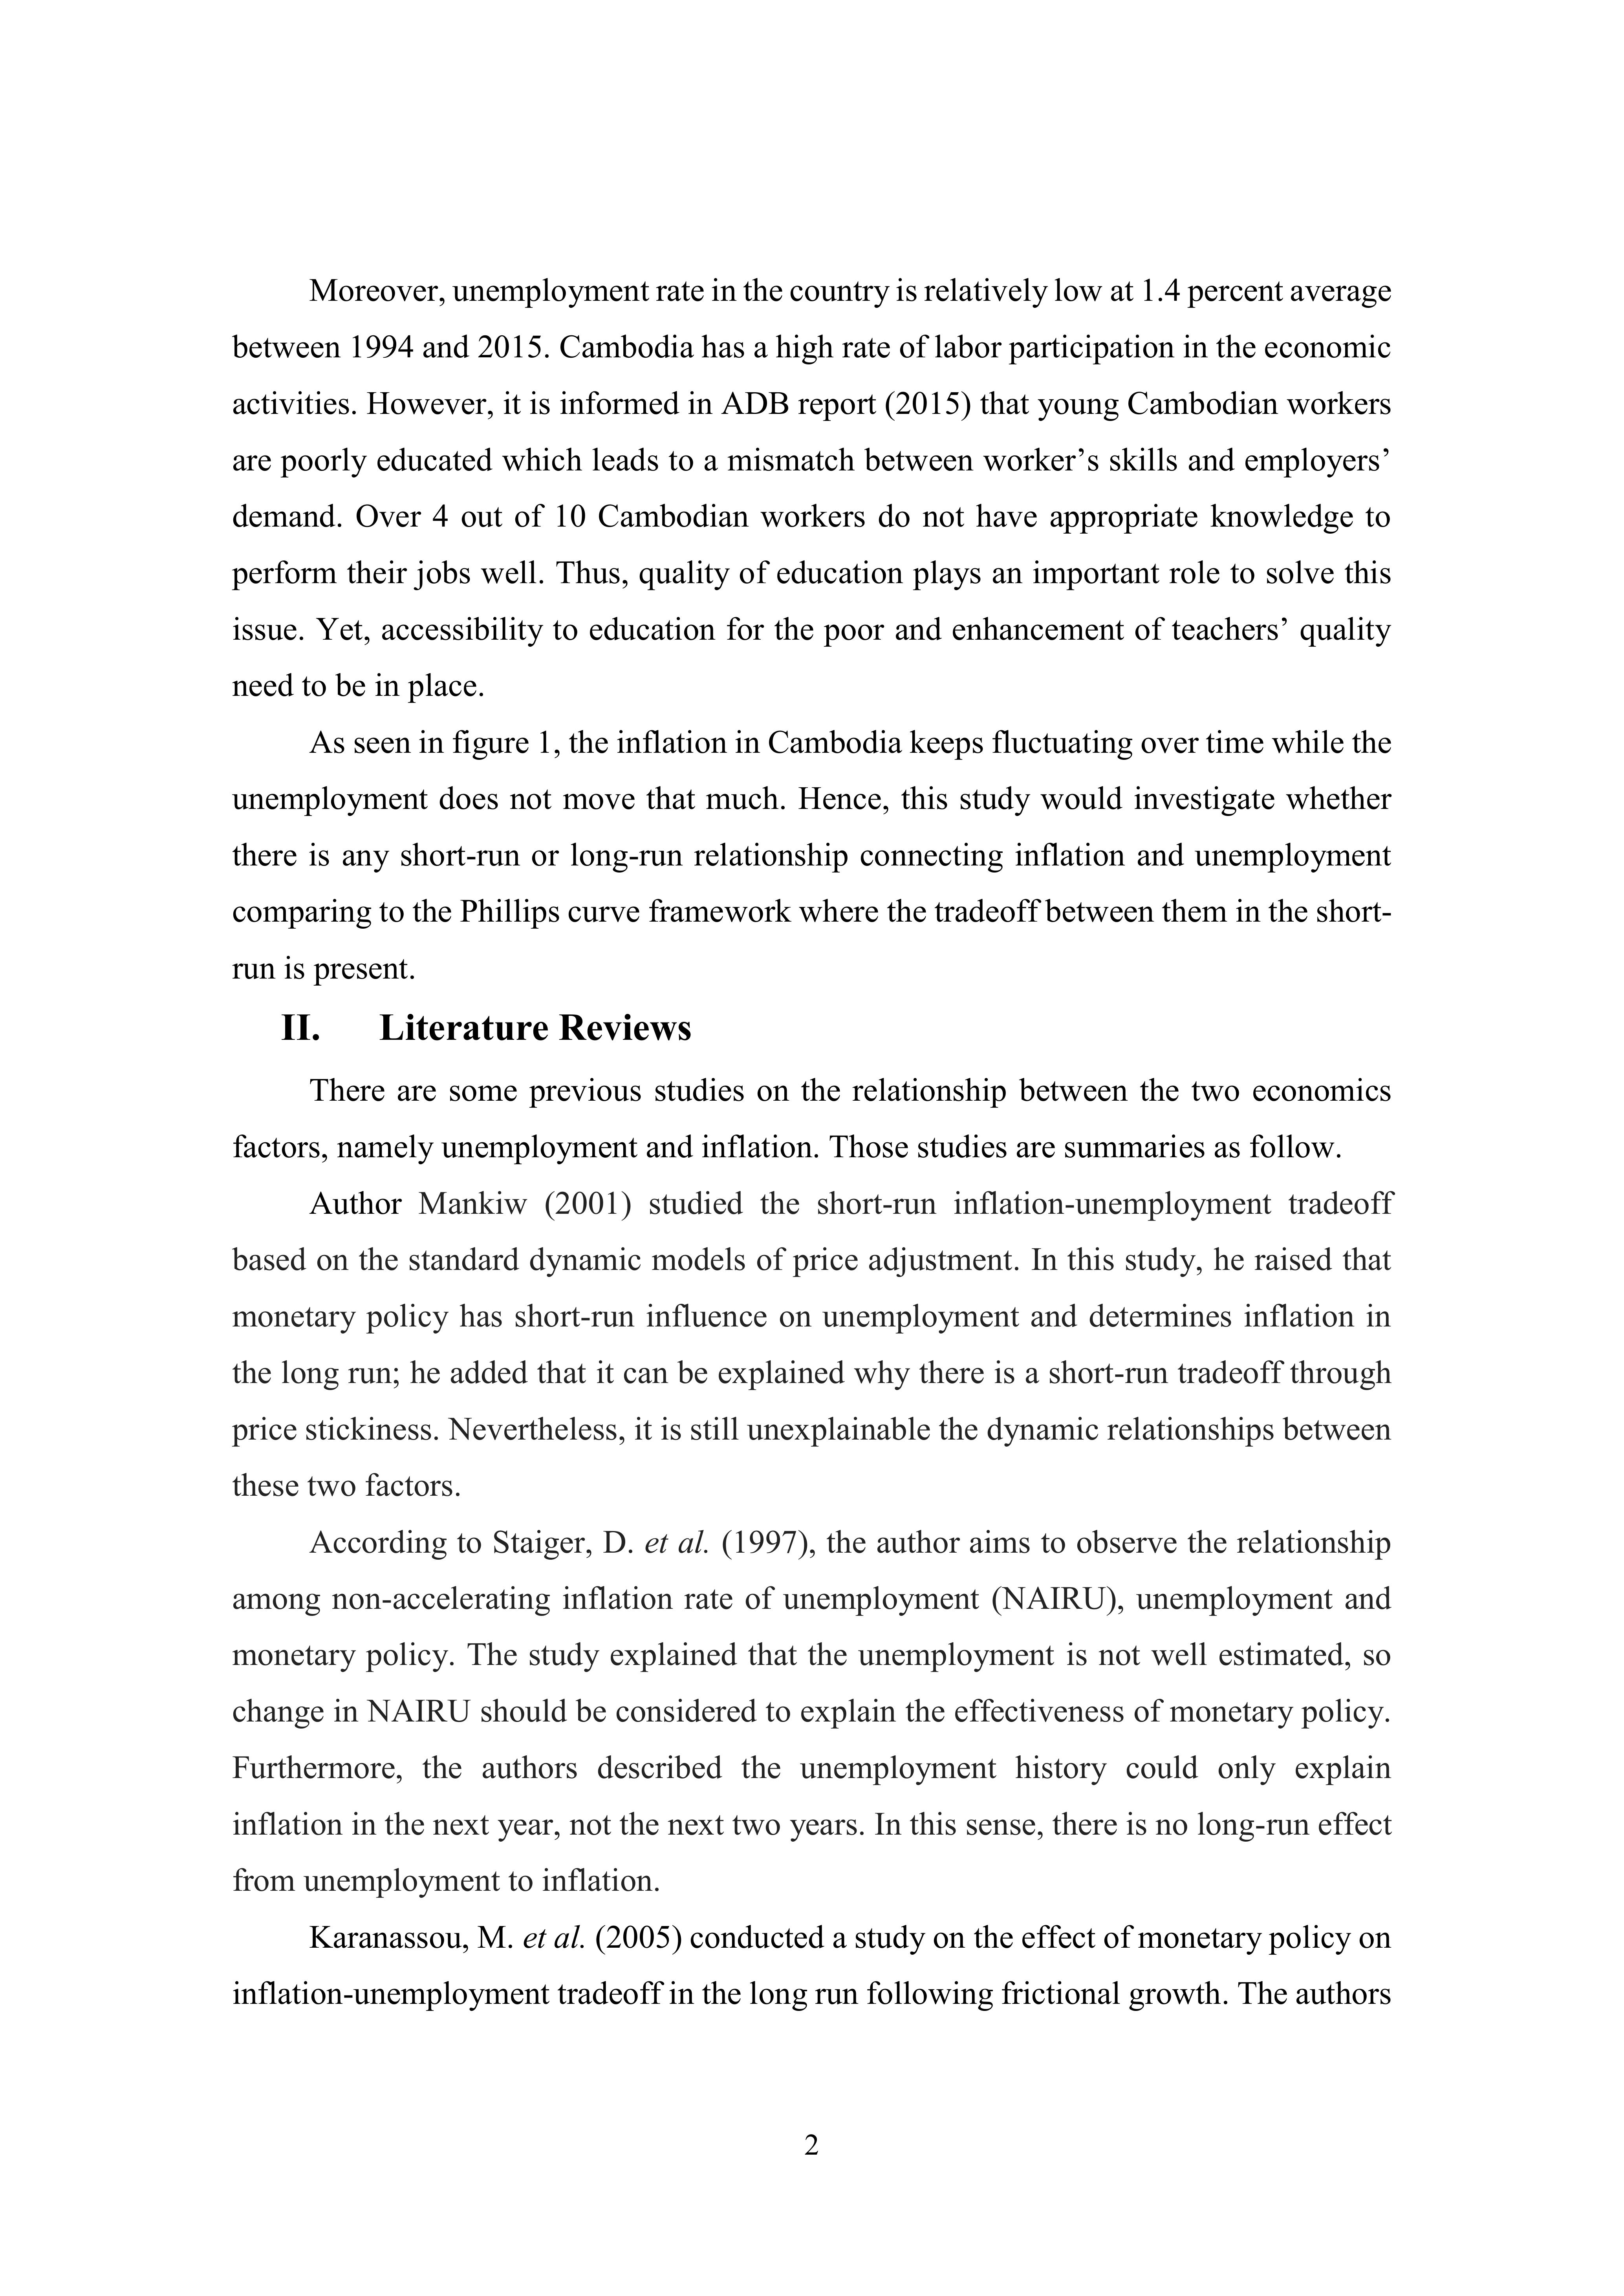 Moreover, unemployment rate in the country is relatively low at 1.4 percent average
between 1994 and 2015. Cambodia has a high rate of labor participation in the economic
activities. However, it is informed in ADB report (2015) that young Cambodian workers
are poorly educated which leads to a mismatch between worker’s skills and employers’
demand. Over 4 out of 10 Cambodian workers do not have appropriate knowledge to
perform their jobs well. Thus, quality of education plays an important role to solve this
issue. Yet, accessibility to education for the poor and enhancement of teachers’ quality
need to be in place.
As seen in figure 1, the inflation in Cambodia keeps fluctuating over time while the
unemployment does not move that much. Hence, this study would investigate whether
there is any short-run or long-run relationship connecting inflation and unemployment
comparing to the Phillips curve framework where the tradeoff between them in the short-
run is present.
II. Literature Reviews
There are some previous studies on the relationship between the two economics
factors, namely unemployment and inflation. Those studies are summaries as follow.
Author Mankiw (2001) studied the short-run inflation-unemployment tradeoff
based on the standard dynamic models of price adjustment. In this study, he raised that
monetary policy has short-run influence on unemployment and determines inflation in
the long run; he added that it can be explained why there is a short-run tradeoff through
price stickiness. Nevertheless, it is still unexplainable the dynamic relationships between
these two factors.
According to Staiger, D. et al. (1997), the author aims to observe the relationship
among non-accelerating inflation rate of unemployment (NAIRU), unemployment and
monetary policy. The study explained that the unemployment is not well estimated, so
change in NAIRU should be considered to explain the effectiveness of monetary policy.
Furthermore, the authors described the unemployment history could only explain
inflation in the next year, not the next two years. In this sense, there is no long-run effect
from unemployment to inflation.
Karanassou, M. et al. (2005) conducted a study on the effect of monetary policy on
inflation-unemployment tradeoff in the long run following frictional growth. The authors
2